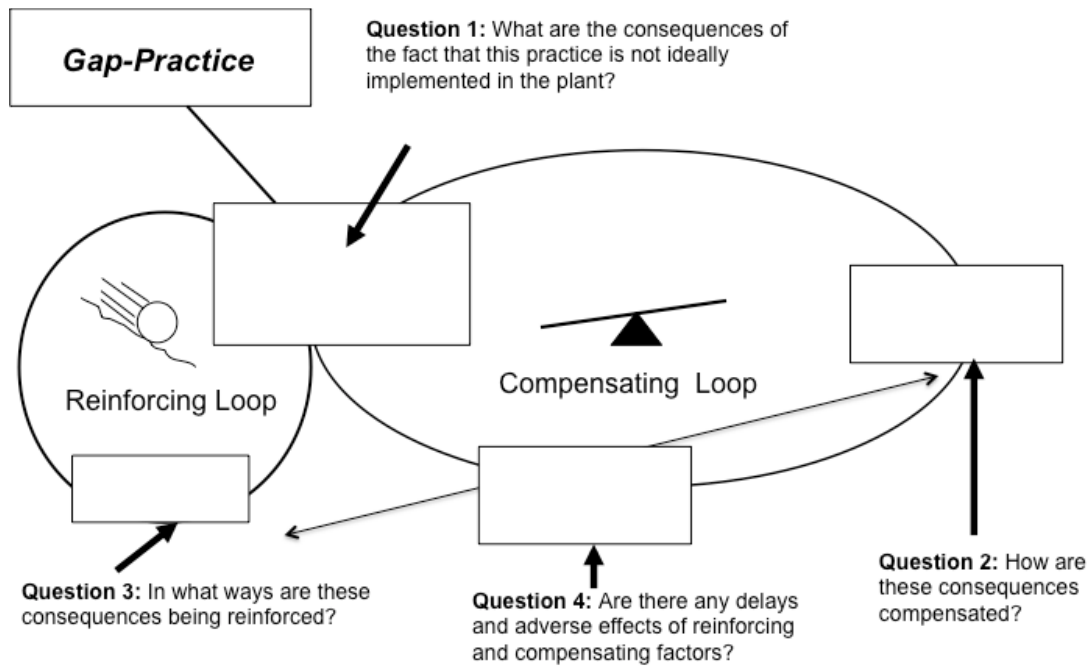 Gap-Practice
Question 1: What are the consequences of
the fact that this practice is not ideally
implemented in the plant?
Reinforcing Loop
Compensating Loop
Question 3: In what ways are these
consequences being reinforced?
Question 4: Are there any delays
and adverse effects of reinforcing
and compensating factors?
Question 2: How are
these consequences
compensated?